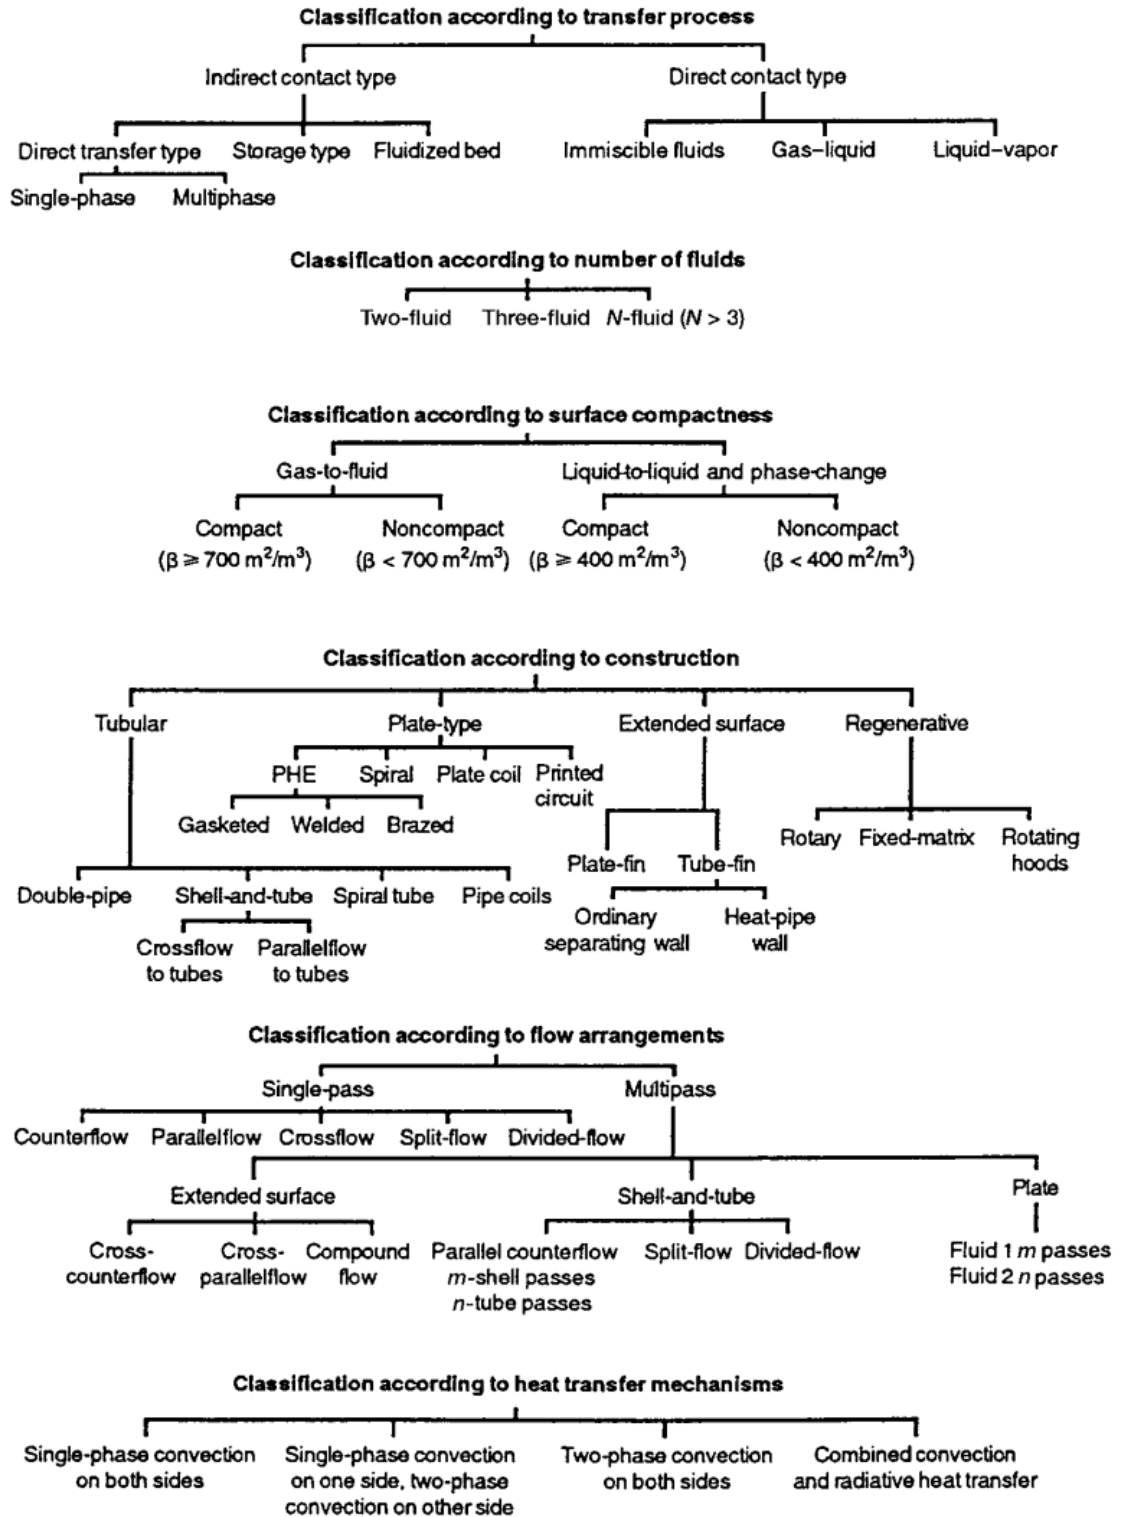 Classification according to transfer process
Indirect contact type
Direct contact type
Direct transfer type
Storage type
Fluidized bed
Immiscible fluids
Gas–liquid
Liquid–vapor
Single-phase
Multiphase
Classification according to number of fluids
Two-fluid
Three-fluid
N-fluid (N > 3)
Classification according to surface compactness
Gas-to-fluid
Liquid-to-liquid and phase-change
Compact
(β ⩾ 700 m²/m³)
Noncompact
(β < 700 m²/m³)
Compact
(β ⩾ 400 m²/m³)
Noncompact
(β < 400 m²/m³)
Classification according to construction
Tubular
Plate-type
Extended surface
Regenerative
PHE
Spiral
Plate coil
Printed
circuit
Gasketed
Welded
Brazed
Rotary
Fixed-matrix
Rotating
hoods
Plate-fin
Tube-fin
Double-pipe
Shell-and-tube
Spiral tube
Pipe coils
Ordinary
separating wall
Heat-pipe
wall
Crossflow
to tubes
Parallelflow
to tubes
Classification according to flow arrangements
Single-pass
Multipass
Counterflow
Parallelflow
Crossflow
Split-flow
Divided-flow
Extended surface
Shell-and-tube
Plate
Cross-
counterflow
Cross-
parallelflow
Compound
flow
Parallel counterflow
m-shell passes
n-tube passes
Split-flow
Divided-flow
Fluid 1 m passes
Fluid 2 n passes
Classification according to heat transfer mechanisms
Single-phase convection
on both sides
Single-phase convection
on one side, two-phase
convection on other side
Two-phase convection
on both sides
Combined convection
and radiative heat transfer